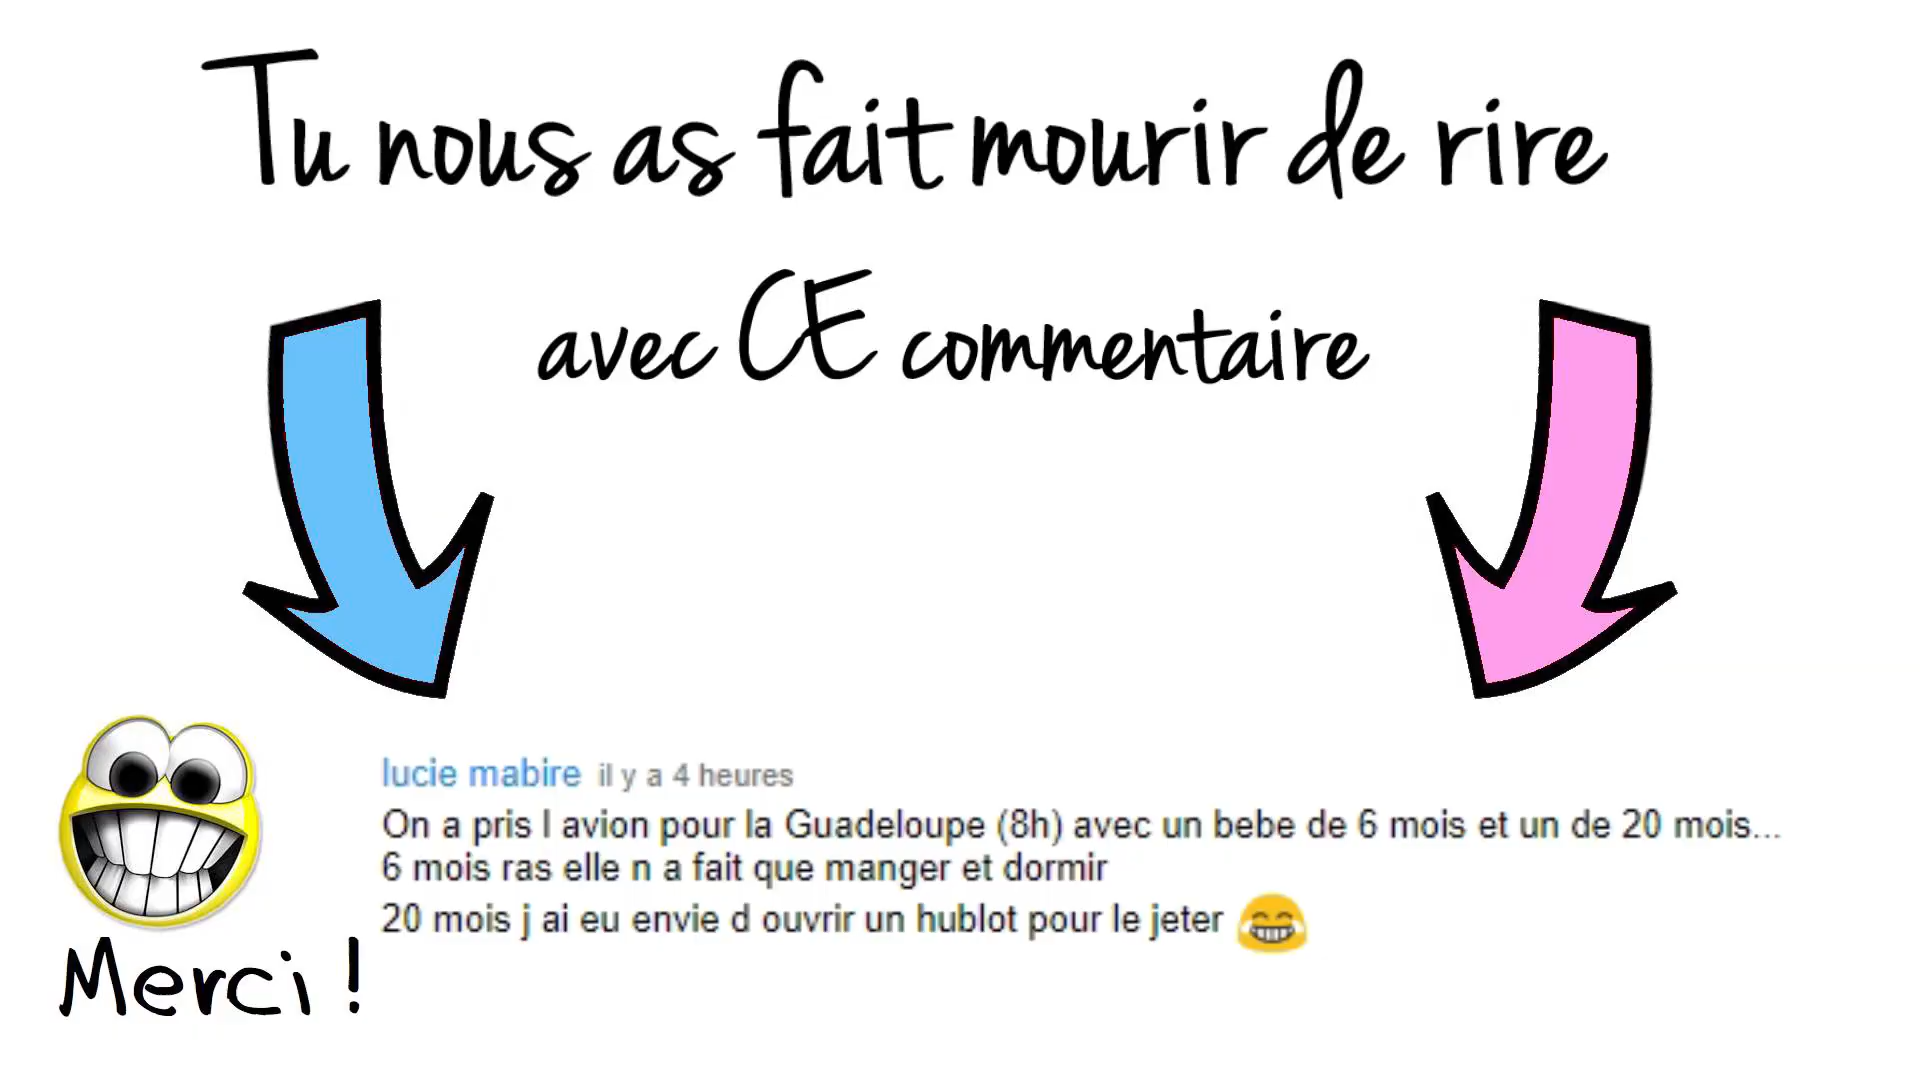 Tu nous as fait mourir de rire
avec CE commentaire
lucie mabire il y a 4 heures
On a pris l avion pour la Guadeloupe (8h) avec un bebe de 6 mois et un de 20 mois...
6 mois ras elle n a fait que manger et dormir
20 mois j ai eu envie d ouvrir un hublot pour le jeter 😂
Merci !